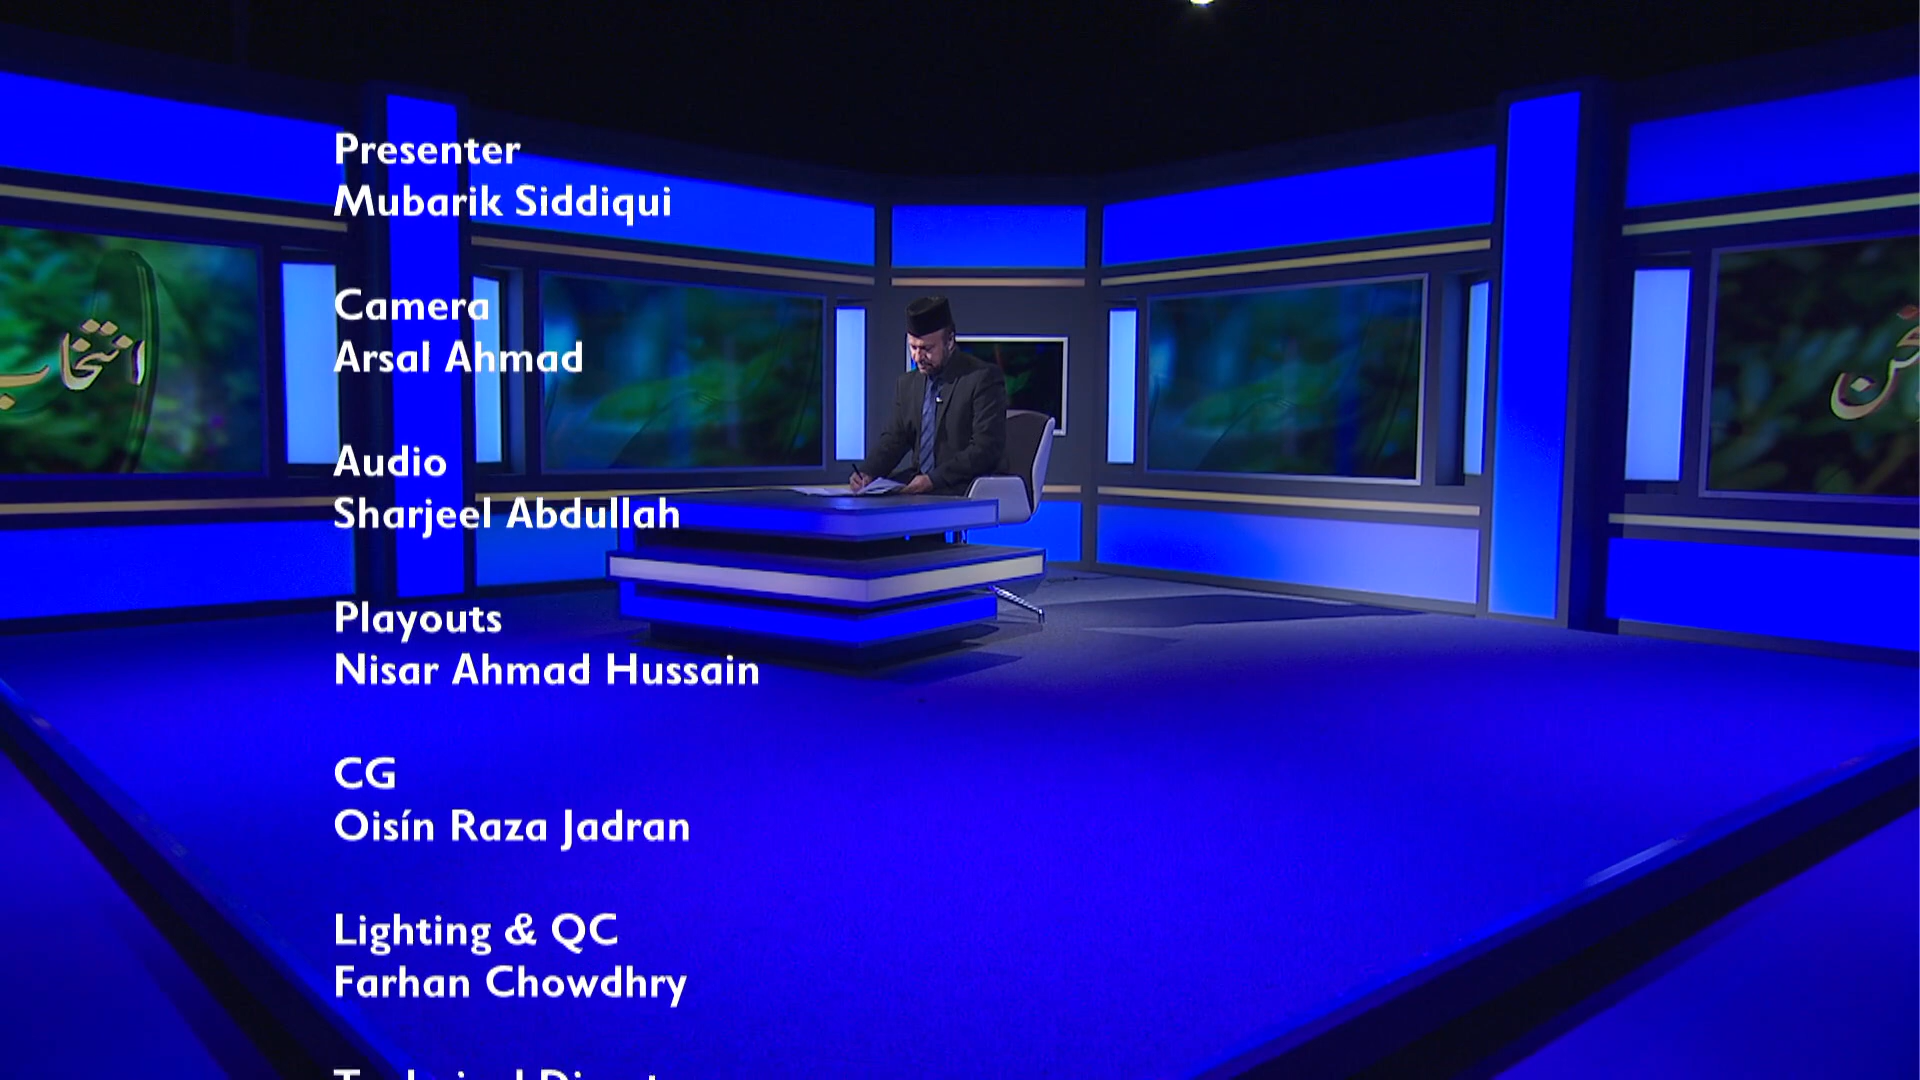 Presenter
Mubarik Siddiqui
Camera
Arsal Ahmad
Audio
Sharjeel Abdullah
Playouts
Nisar Ahmad Hussain
CG
Oisín Raza Jadran
Lighting & QC
Farhan Chowdhry
انتخاب